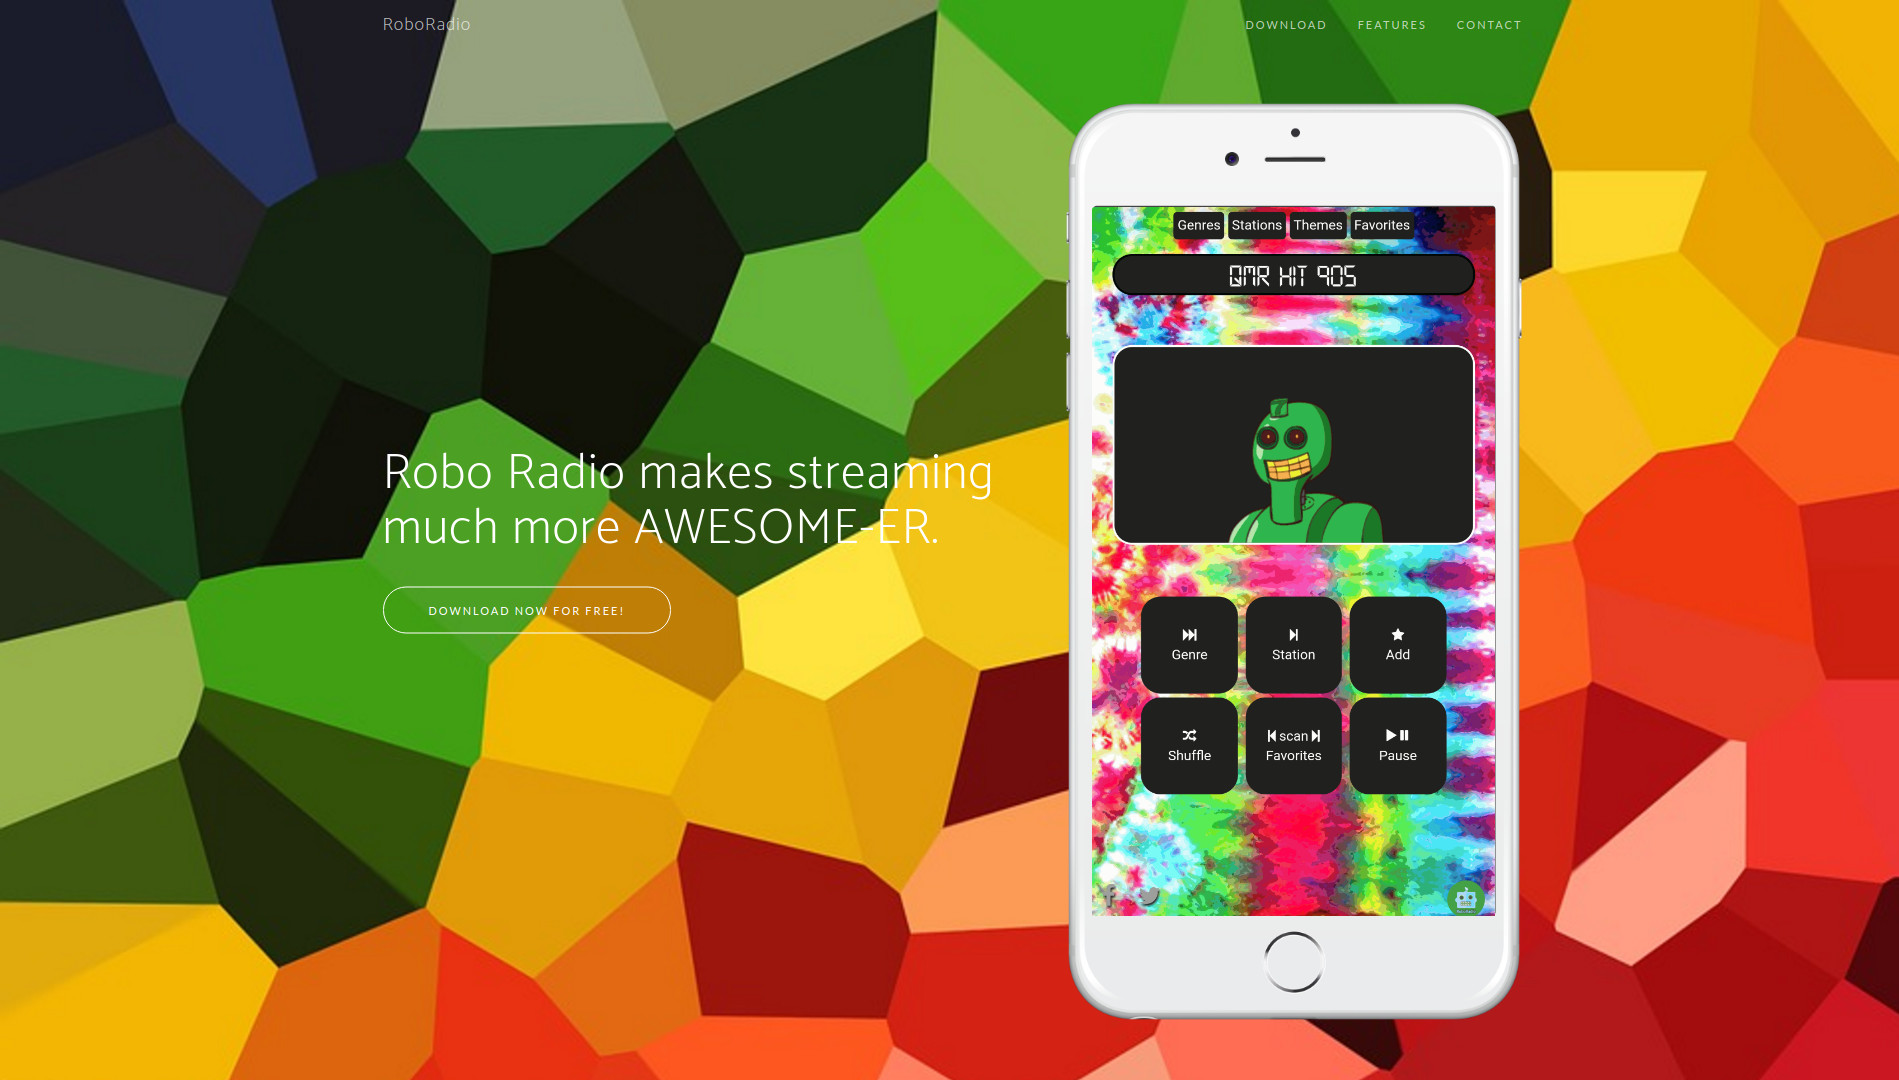 RoboRadio
DOWNLOAD FEATURES CONTACT
Genres Stations Themes Favorites
QMR HIT 905
Robo Radio makes streaming
much more AWESOME-ER.
DOWNLOAD NOW FOR FREE!
Genre Station Add
scan
Shuffle Favorites Pause